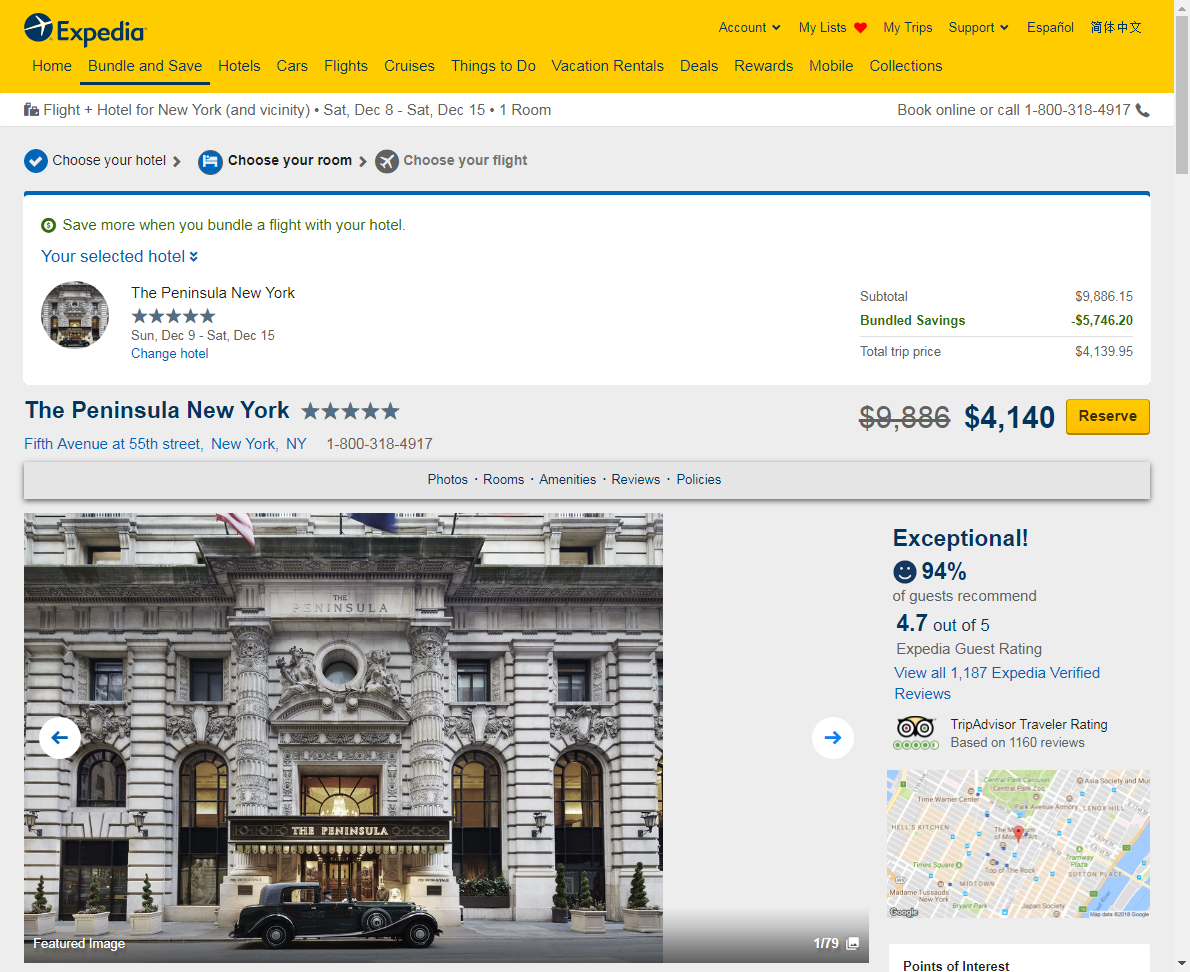 Expedia
Account
My Lists
My Trips
Support
Español
简体中文
Home
Bundle and Save
Hotels
Cars
Flights
Cruises
Things to Do
Vacation Rentals
Deals
Rewards
Mobile
Collections
Flight + Hotel for New York (and vicinity) • Sat, Dec 8 - Sat, Dec 15 • 1 Room
Book online or call 1-800-318-4917
Choose your hotel
Choose your room
Choose your flight
Save more when you bundle a flight with your hotel.
Your selected hotel
The Peninsula New York
Sun, Dec 9 - Sat, Dec 15
Change hotel
Subtotal $9,886.15
Bundled Savings -$5,746.20
Total trip price $4,139.95
The Peninsula New York
$9,886 $4,140 Reserve
Fifth Avenue at 55th street, New York, NY 1-800-318-4917
Photos · Rooms · Amenities · Reviews · Policies
THE
PENINSULA
THE PENINSULA
Featured Image
1/79
Exceptional!
94%
of guests recommend
4.7 out of 5
Expedia Guest Rating
View all 1,187 Expedia Verified
Reviews
TripAdvisor Traveler Rating
Based on 1160 reviews
Central Park Carousel
Asia Society and Mus
Central Park Zoo
Time Warner Center
Park Avenue Armory
LENOX HILL
HELL'S KITCHEN
The Museum
of Modern Art
Times Square
Tramway
Plaza
Top of The Rock
SUTTON PLACE
MIDTOWN
Madame Tussauds
New York
Bryant Park
Japan Society
Google
Map data ©2018 Google
Points of Interest